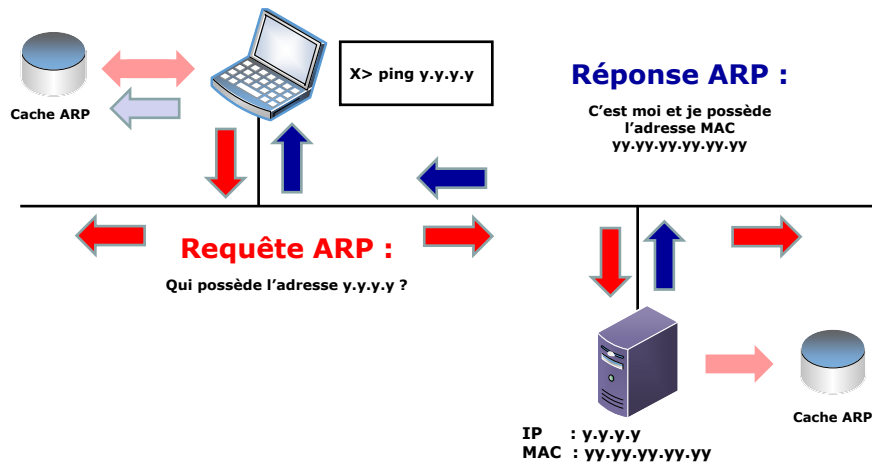 X> ping y.y.y.y
Cache ARP
Réponse ARP :
C'est moi et je possède
l'adresse MAC
yy.yy.yy.yy.yy.yy
Requête ARP :
Qui possède l'adresse y.y.y.y ?
Cache ARP
IP : y.y.y.y
MAC : yy.yy.yy.yy.yy